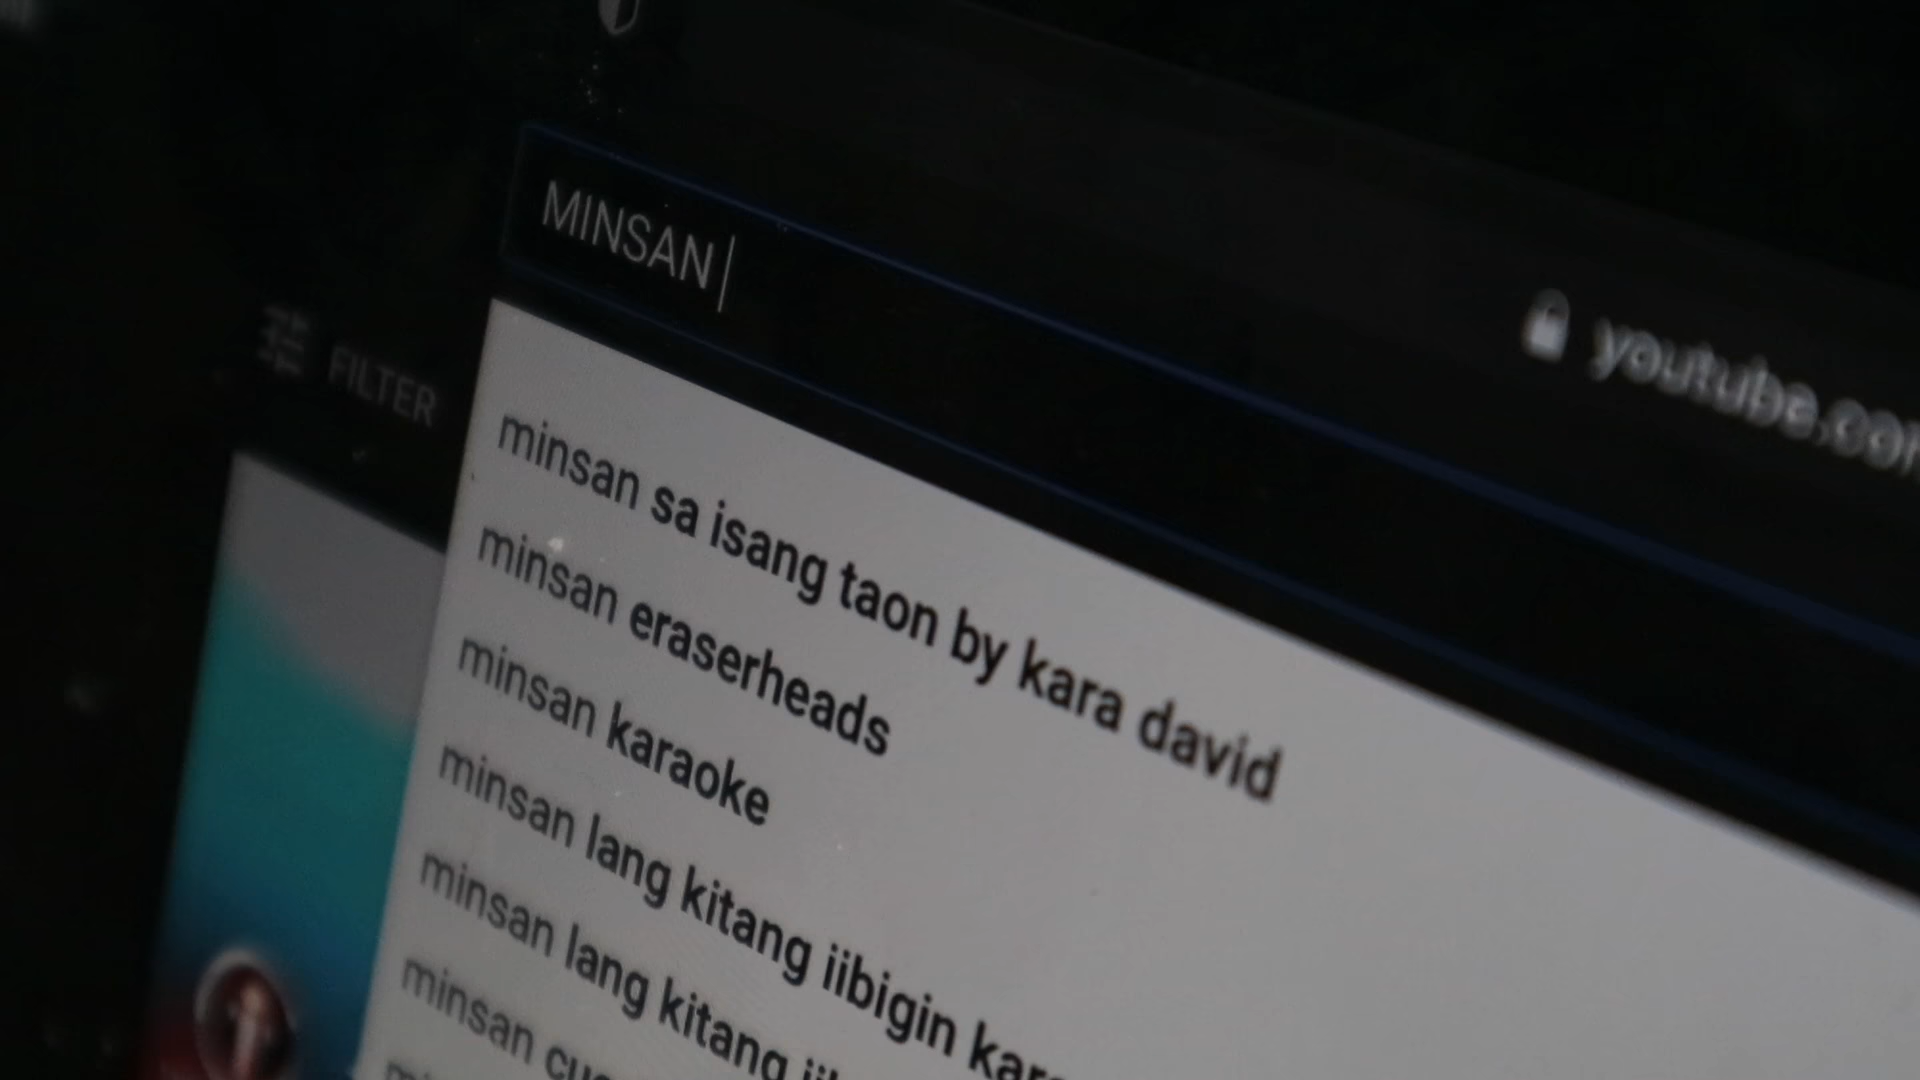 youtube.com
MINSAN
FILTER
minsan sa isang taon by kara david
minsan eraserheads
minsan karaoke
minsan lang kitang iibigin
minsan lang kitang
minsan